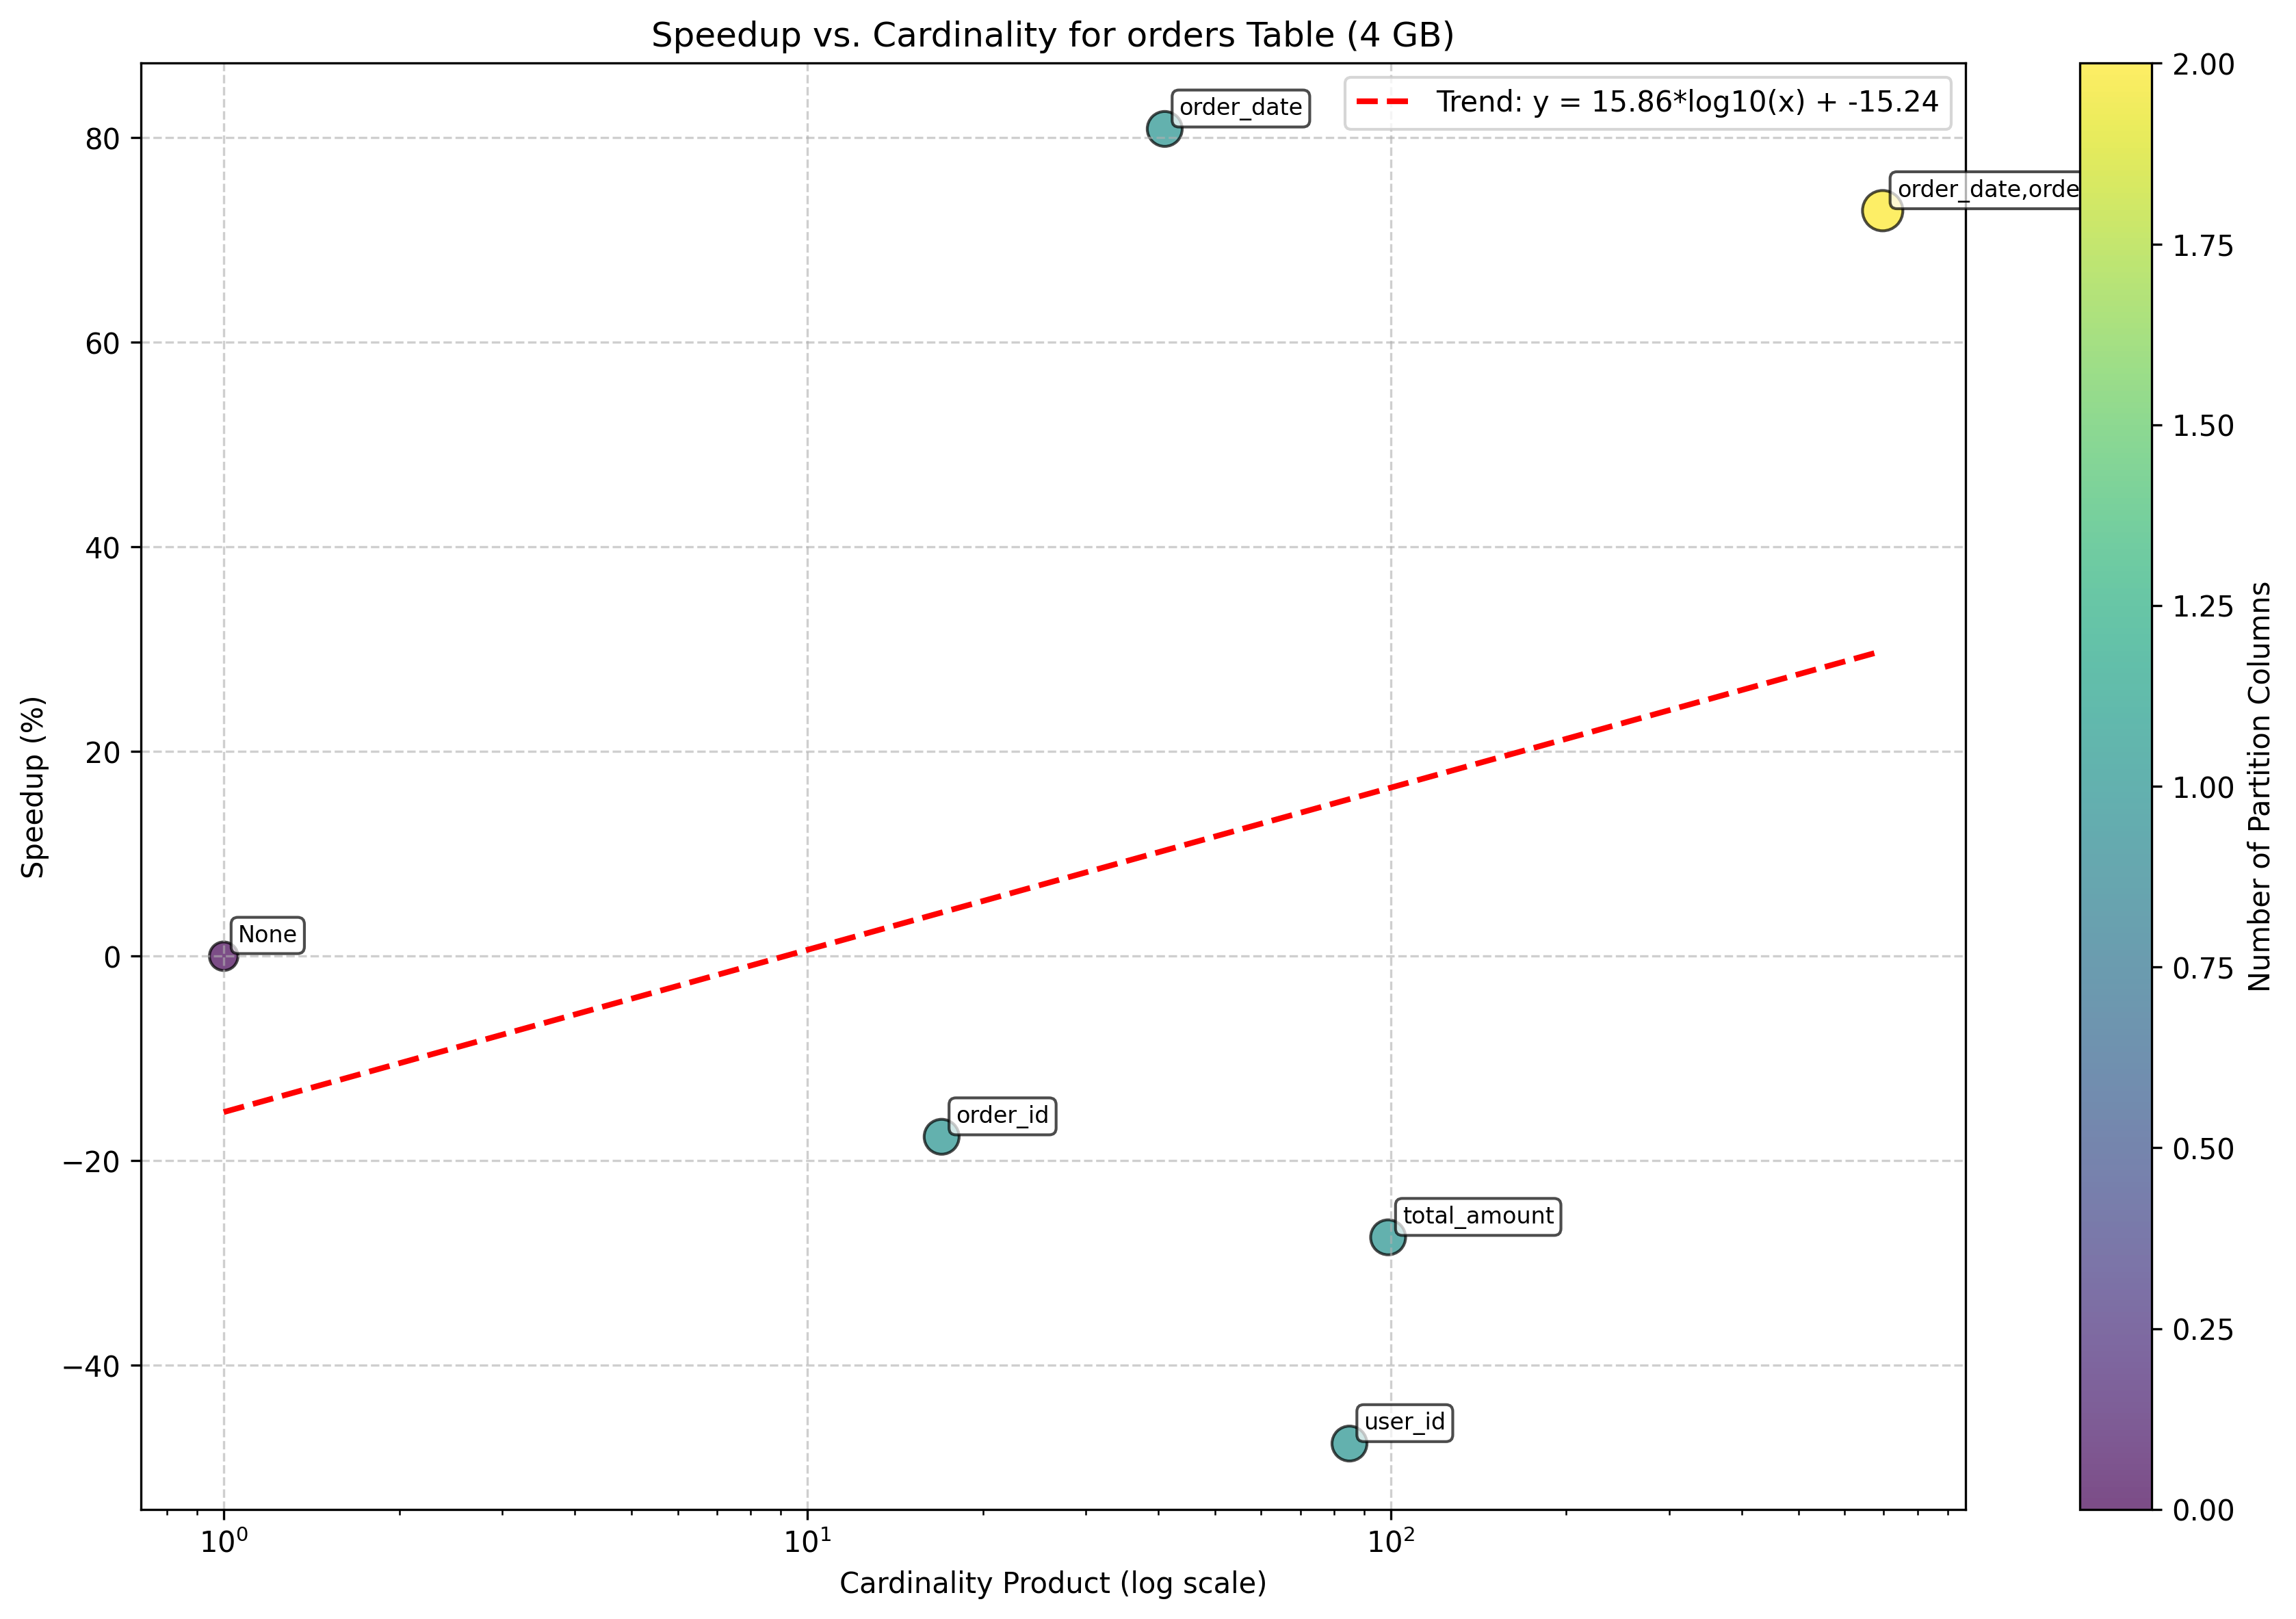 Speedup vs. Cardinality for orders Table (4 GB)
Trend: y = 15.86*log10(x) + -15.24
order_date
order_date,orde
None
order_id
total_amount
user_id
80
60
40
20
0
−20
−40
Speedup (%)
10⁰
10¹
10²
Cardinality Product (log scale)
2.00
1.75
1.50
1.25
1.00
0.75
0.50
0.25
0.00
Number of Partition Columns